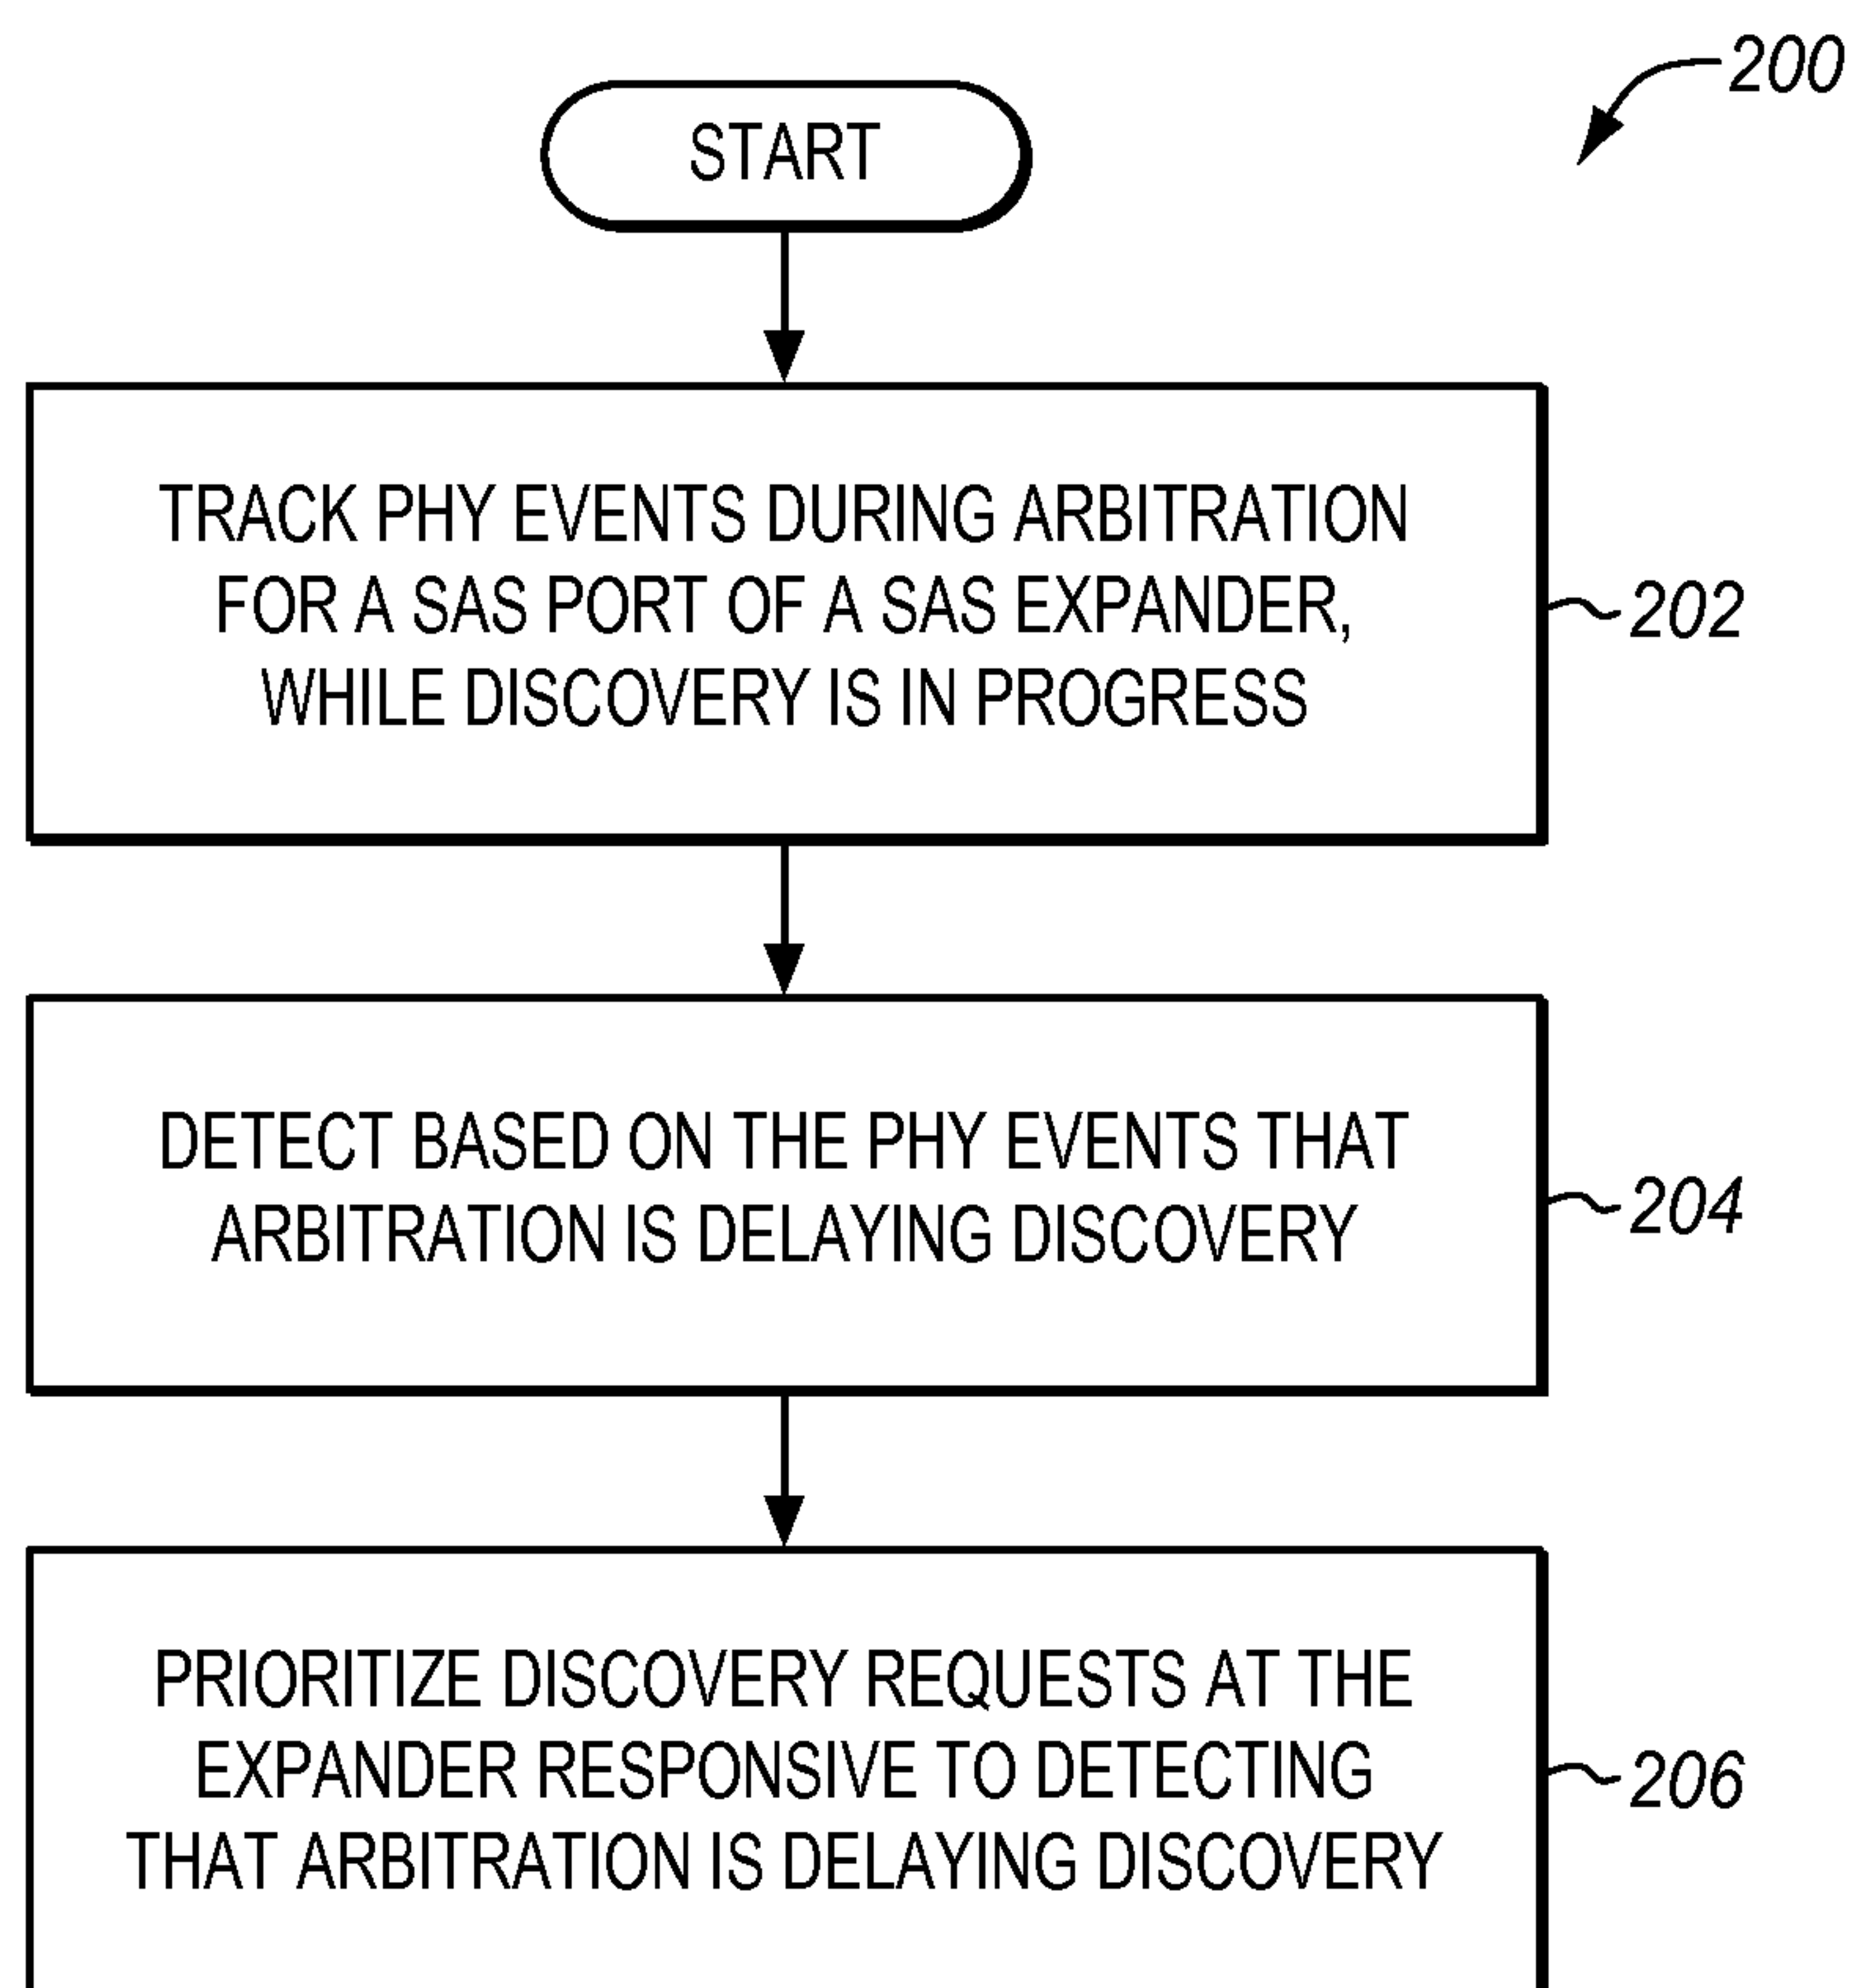 200
START
TRACK PHY EVENTS DURING ARBITRATION
FOR A SAS PORT OF A SAS EXPANDER,
WHILE DISCOVERY IS IN PROGRESS
202
DETECT BASED ON THE PHY EVENTS THAT
ARBITRATION IS DELAYING DISCOVERY
204
PRIORITIZE DISCOVERY REQUESTS AT THE
EXPANDER RESPONSIVE TO DETECTING
THAT ARBITRATION IS DELAYING DISCOVERY
206